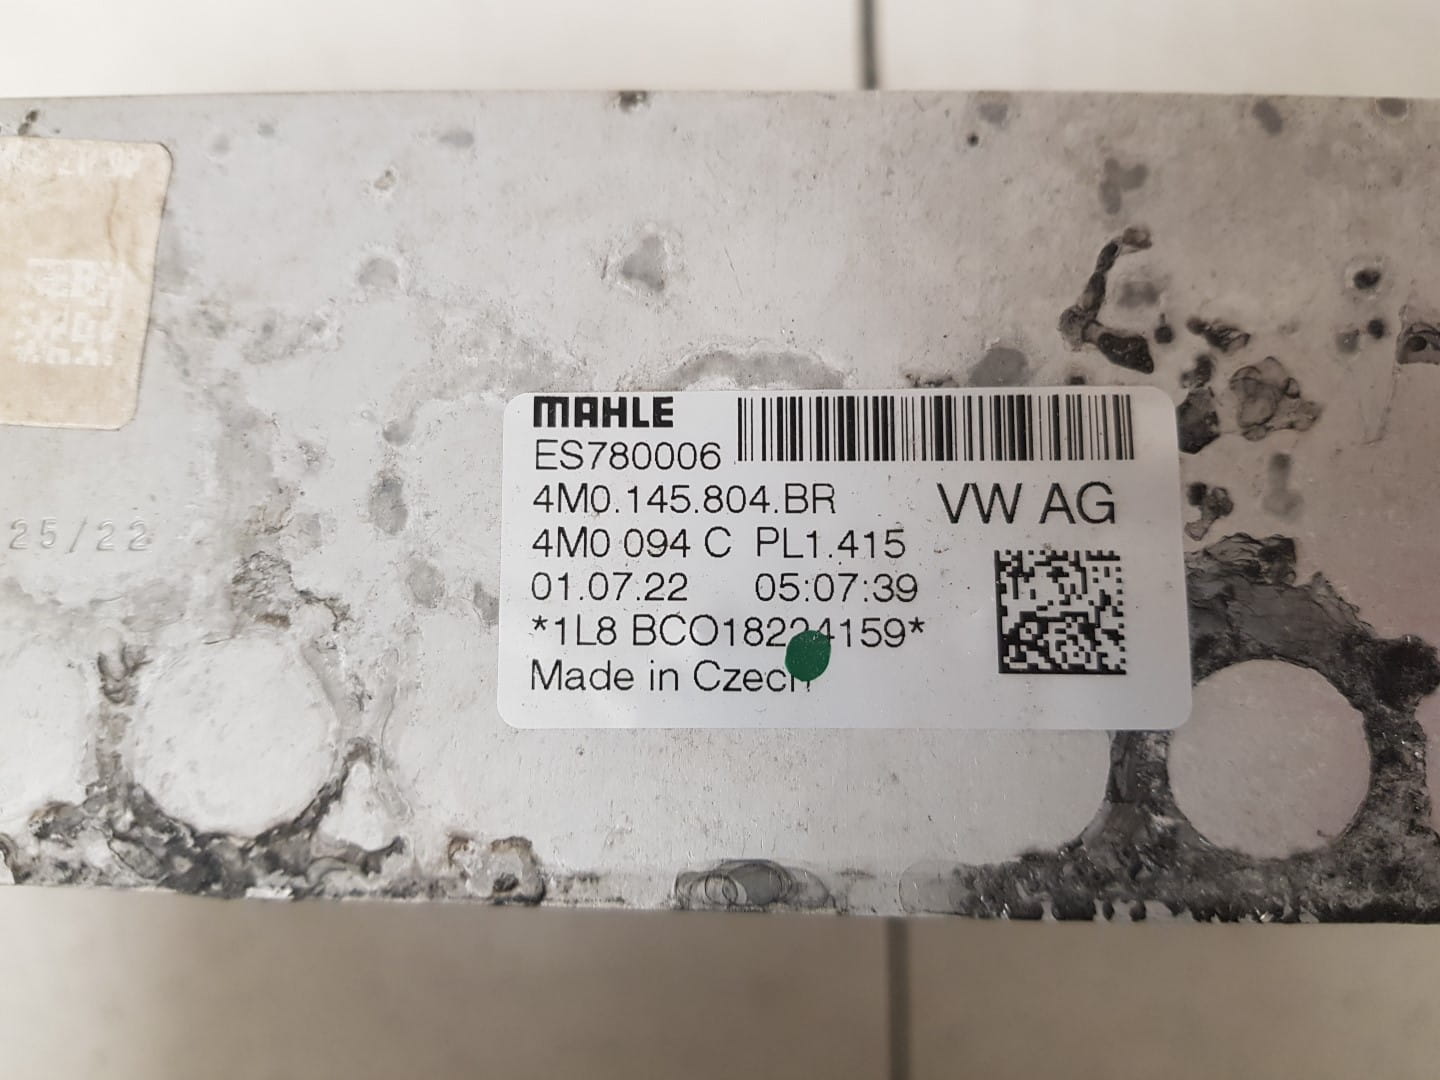 MAHLE
ES780006
4M0.145.804.BR VW AG
4M0 094 C PL1.415
01.07.22 05:07:39
Made in Czech
25/22